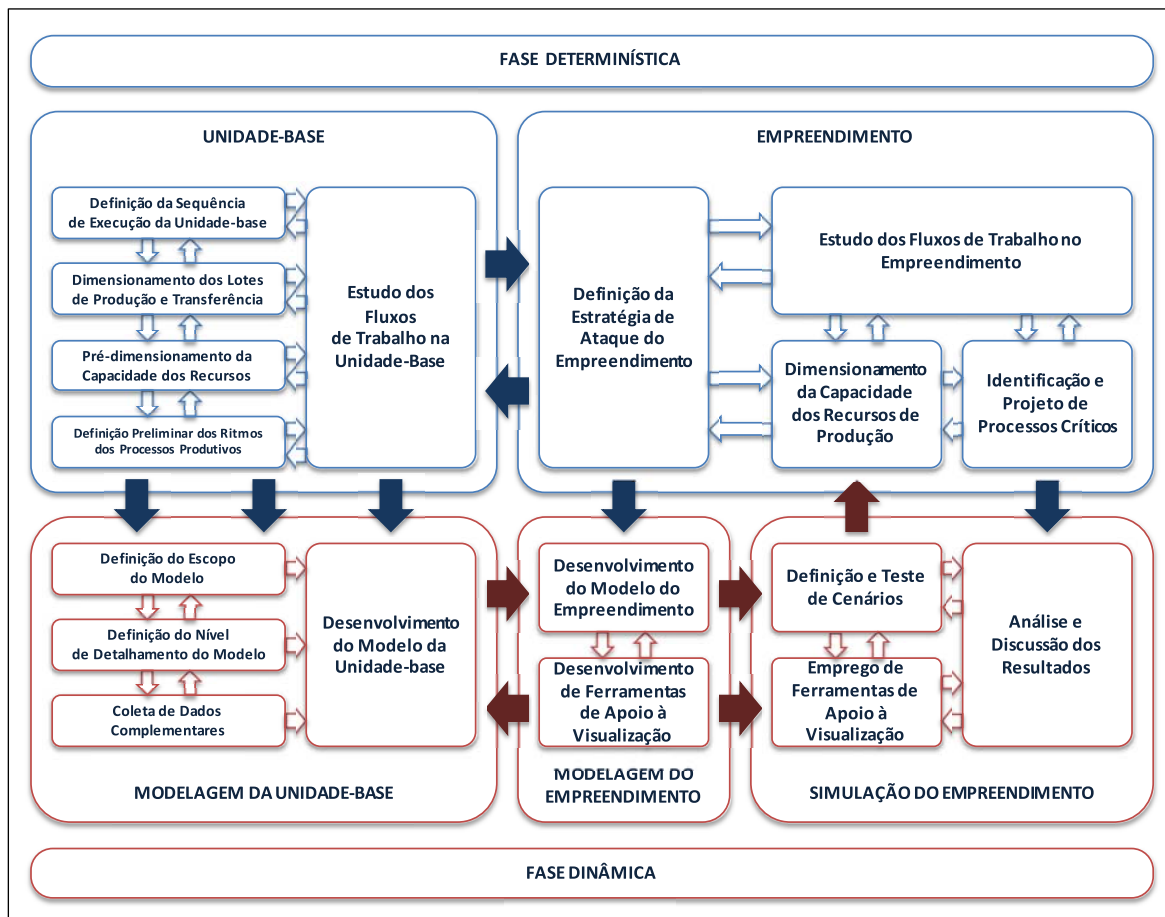 FASE DETERMINÍSTICA
UNIDADE-BASE
Definição da Sequência
de Execução da Unidade-base
Dimensionamento dos Lotes
de Produção e Transferência
Pré-dimensionamento da
Capacidade dos Recursos
Definição Preliminar dos Ritmos
dos Processos Produtivos
Estudo dos
Fluxos
de Trabalho na
Unidade-Base
EMPREENDIMENTO
Definição da
Estratégia de
Ataque do
Empreendimento
Estudo dos Fluxos de Trabalho no
Empreendimento
Dimensionamento
da Capacidade
dos Recursos de
Produção
Identificação e
Projeto de
Processos Críticos
Definição do Escopo
do Modelo
Definição do Nível
de Detalhamento do Modelo
Coleta de Dados
Complementares
Desenvolvimento
do Modelo da
Unidade-base
MODELAGEM DA UNIDADE-BASE
Desenvolvimento
do Modelo do
Empreendimento
Desenvolvimento
de Ferramentas
de Apoio à
Visualização
MODELAGEM DO
EMPREENDIMENTO
Definição e Teste
de Cenários
Emprego de
Ferramentas de
Apoio à
Visualização
Análise e
Discussão dos
Resultados
SIMULAÇÃO DO EMPREENDIMENTO
FASE DINÂMICA